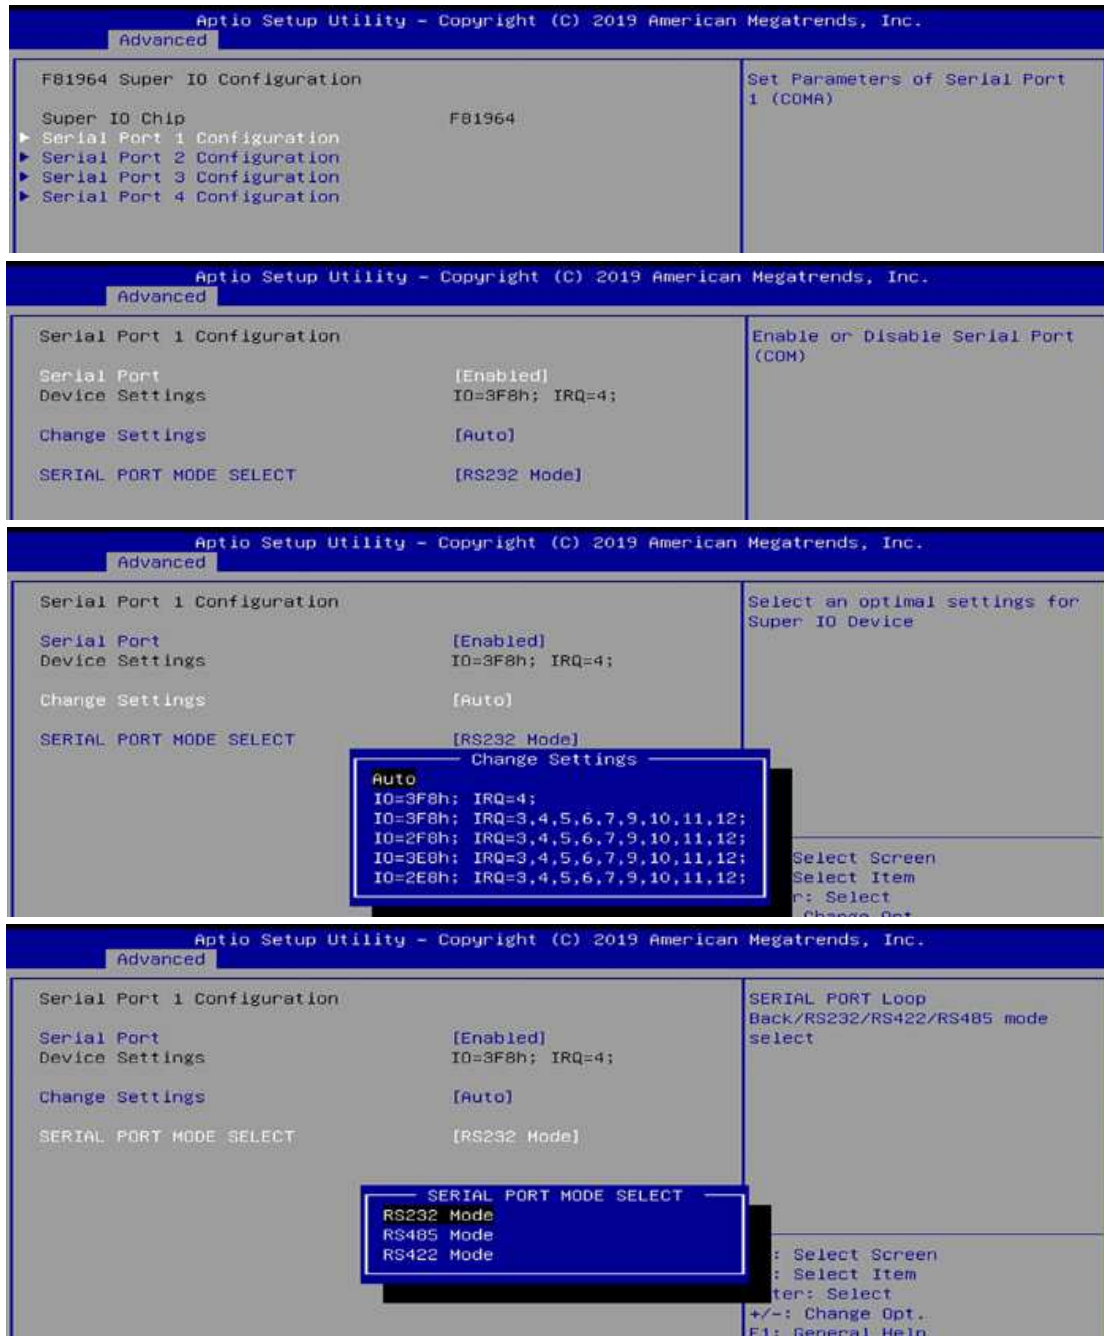 Aptio Setup Utility – Copyright (C) 2019 American Megatrends, Inc.
Advanced
F81964 Super IO Configuration
Super IO Chip F81964
Serial Port 1 Configuration
Serial Port 2 Configuration
Serial Port 3 Configuration
Serial Port 4 Configuration
Set Parameters of Serial Port
1 (COMA)
Aptio Setup Utility – Copyright (C) 2019 American Megatrends, Inc.
Advanced
Serial Port 1 Configuration
Serial Port [Enabled]
Device Settings IO=3F8h; IRQ=4;
Change Settings [Auto]
SERIAL PORT MODE SELECT [RS232 Mode]
Enable or Disable Serial Port
(COM)
Aptio Setup Utility – Copyright (C) 2019 American Megatrends, Inc.
Advanced
Serial Port 1 Configuration
Serial Port [Enabled]
Device Settings IO=3F8h; IRQ=4;
Change Settings [Auto]
SERIAL PORT MODE SELECT [RS232 Mode]
Select an optimal settings for
Super IO Device
Change Settings
Auto
IO=3F8h; IRQ=4;
IO=3F8h; IRQ=3,4,5,6,7,9,10,11,12;
IO=2F8h; IRQ=3,4,5,6,7,9,10,11,12;
IO=3E8h; IRQ=3,4,5,6,7,9,10,11,12;
IO=2E8h; IRQ=3,4,5,6,7,9,10,11,12;
Select Screen
Select Item
r: Select
Change Opt
Aptio Setup Utility – Copyright (C) 2019 American Megatrends, Inc.
Advanced
Serial Port 1 Configuration
Serial Port [Enabled]
Device Settings IO=3F8h; IRQ=4;
Change Settings [Auto]
SERIAL PORT MODE SELECT [RS232 Mode]
SERIAL PORT Loop
Back/RS232/RS422/RS485 mode
select
SERIAL PORT MODE SELECT
RS232 Mode
RS485 Mode
RS422 Mode
: Select Screen
: Select Item
ter: Select
+/-: Change Opt.
F1: General Help